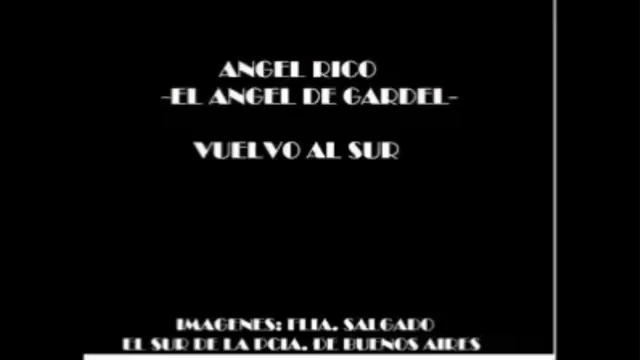 ANGEL RICO
-EL ANGEL DE GARDEL-
VUELVO AL SUR
IMAGENES: FLIA. SALGADO
EL SUR DE LA PCIA. DE BUENOS AIRES